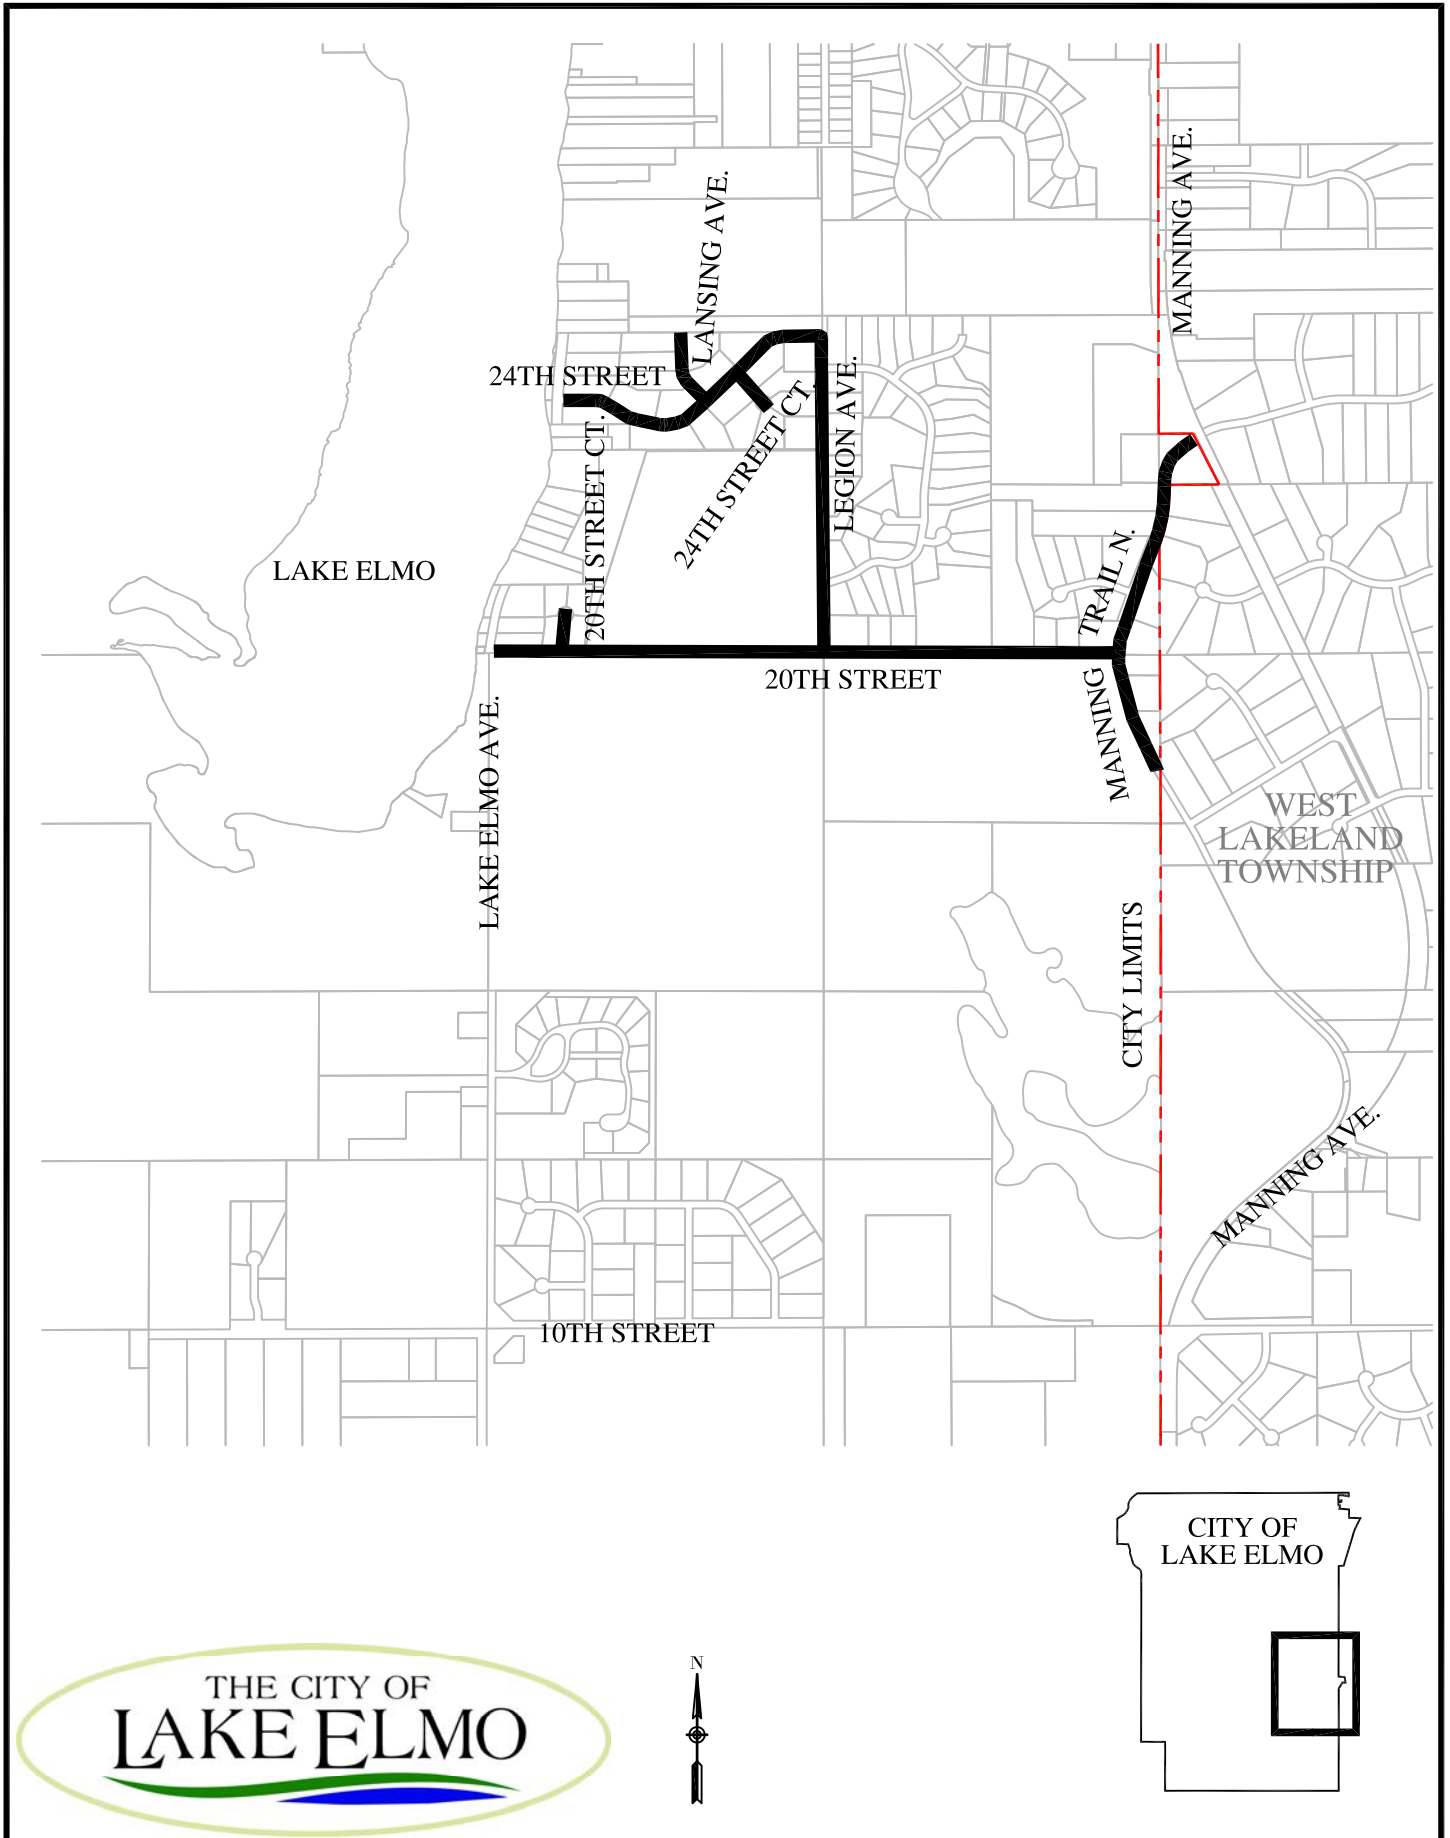 MANNING AVE.
LANSING AVE.
24TH STREET
24TH STREET CT.
LEGION AVE.
20TH STREET CT.
LAKE ELMO
TRAIL N.
MANNING
20TH STREET
LAKE ELMO AVE.
WEST
LAKELAND
TOWNSHIP
CITY LIMITS
MANNING AVE.
10TH STREET
CITY OF
LAKE ELMO
N
THE CITY OF
LAKE ELMO